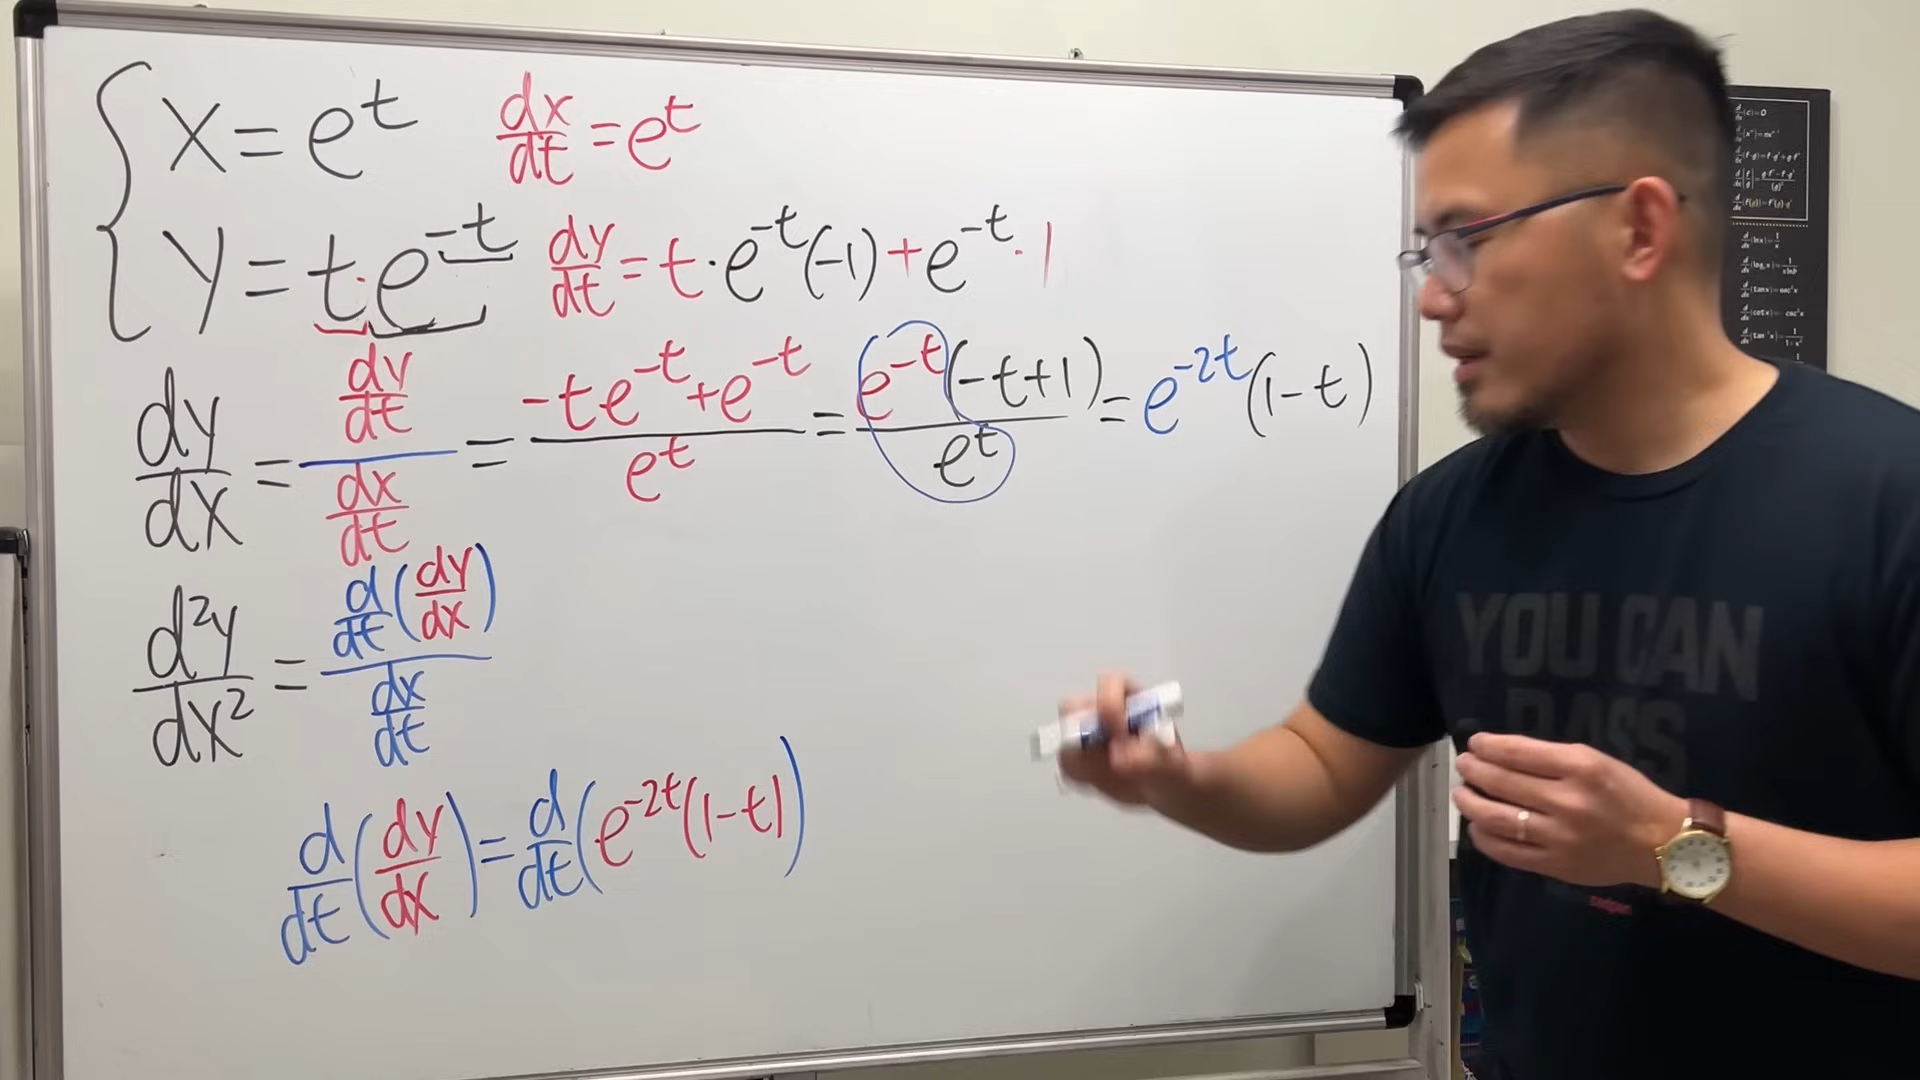 x = e^t   dx/dt = e^t
y = t·e^{-t}   dy/dt = t·e^{-t}(-1) + e^{-t}·1
dy/dx = (dy/dt)/(dx/dt) = (-te^{-t} + e^{-t})/e^t = e^{-t}(-t+1)/e^t = e^{-2t}(1-t)
d²y/dx² = (d/dt(dy/dx))/(dx/dt)
d/dt(dy/dx) = d/dt(e^{-2t}(1-t))
YOU CAN
PASS